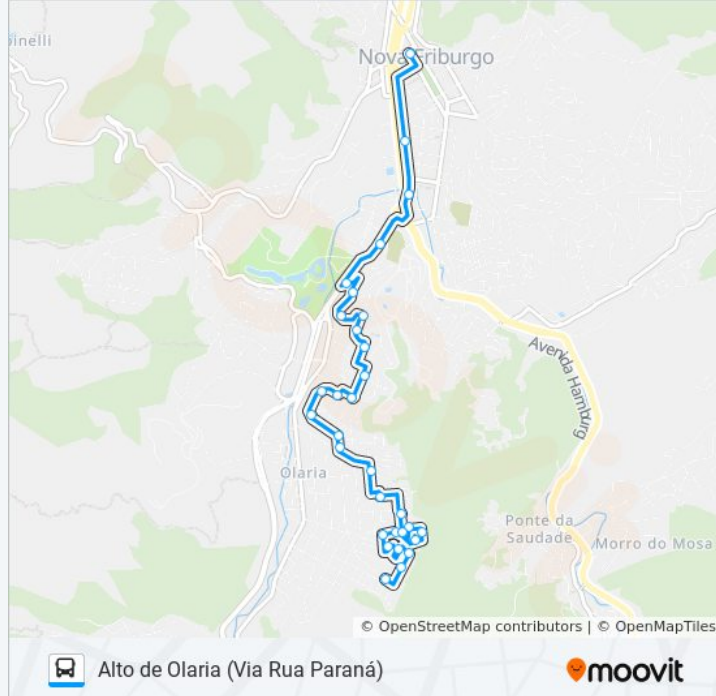 pinelli
Nova Friburgo
Avenida Hamburg
Olaria
Ponte da
Saudade
Morro do Mosa
© OpenStreetMap contributors | © OpenMapTiles
Alto de Olaria (Via Rua Paraná)
moovit